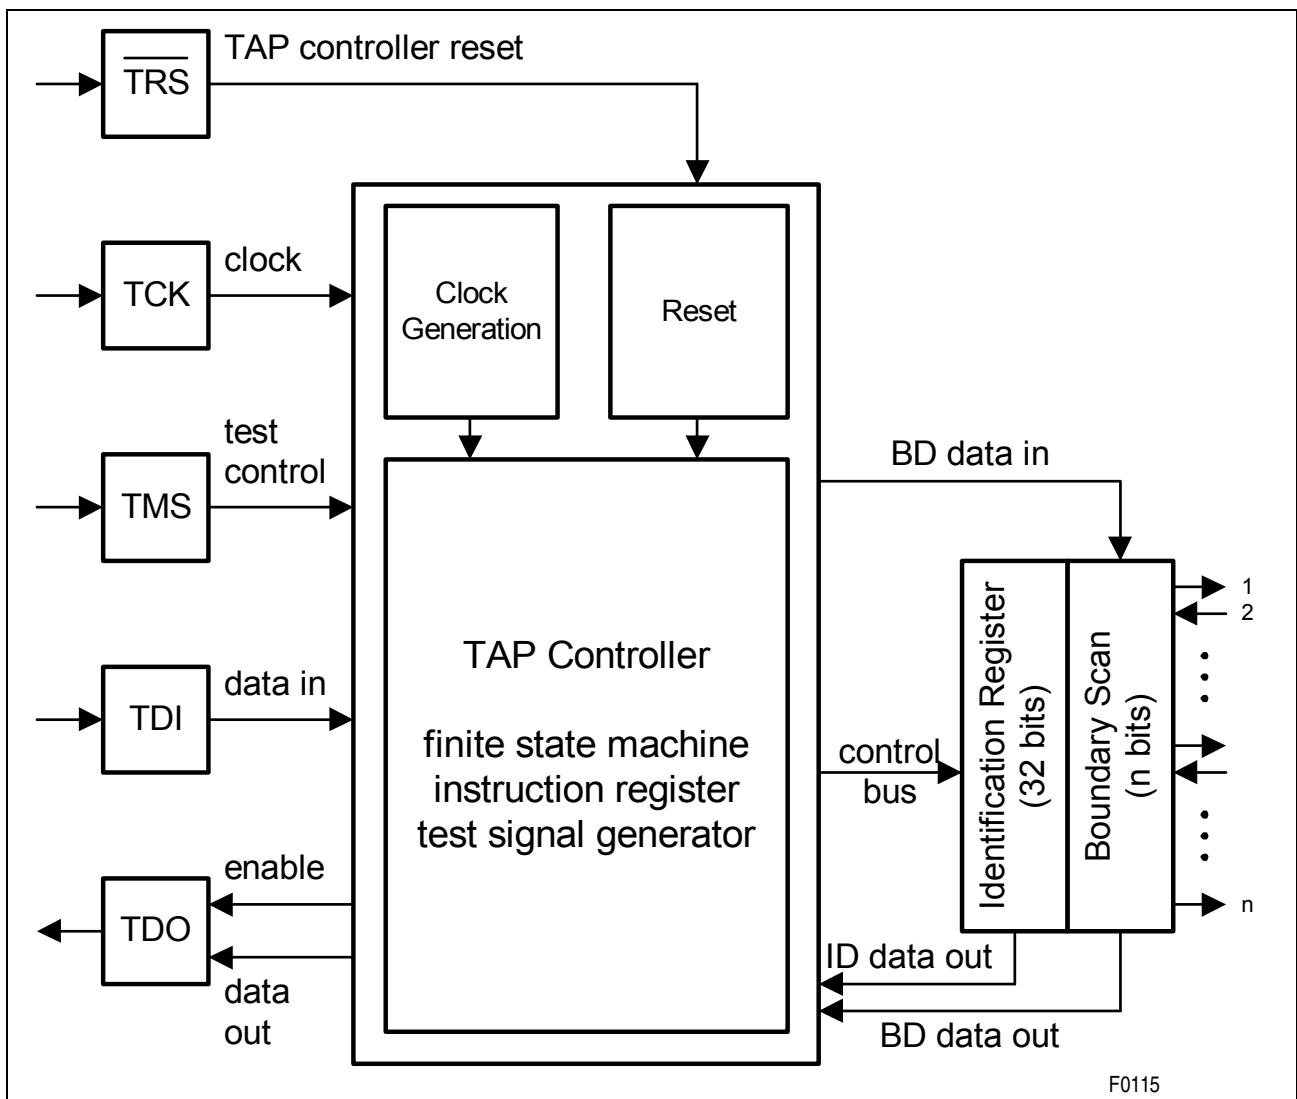 TRS
TAP controller reset
TCK
clock
Clock
Generation
Reset
TMS
test
control
BD data in
TDI
data in
TAP Controller
finite state machine
instruction register
test signal generator
control
bus
Identification Register
(32 bits)
Boundary Scan
(n bits)
1
2
n
TDO
enable
data
out
ID data out
BD data out
F0115